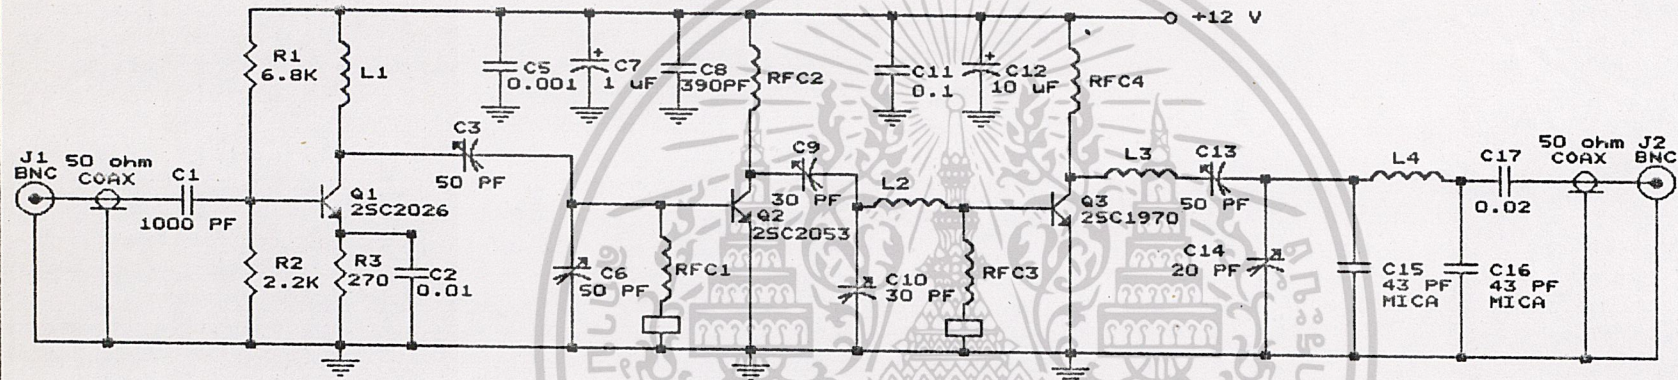 +12 V
R1
6.8K
L1
C5
0.001
C7
1 uF
C8
390PF
RFC2
C11
0.1
C12
10 uF
RFC4
J1
BNC
50 ohm
COAX
C1
1000 PF
C3
50 PF
Q1
2SC2026
R2
2.2K
R3
270
C2
0.01
C6
50 PF
RFC1
C9
30 PF
Q2
2SC2053
L2
C10
30 PF
RFC3
Q3
2SC1970
L3
C13
50 PF
C14
20 PF
C15
43 PF
MICA
L4
C16
43 PF
MICA
C17
0.02
50 ohm
COAX
J2
BNC